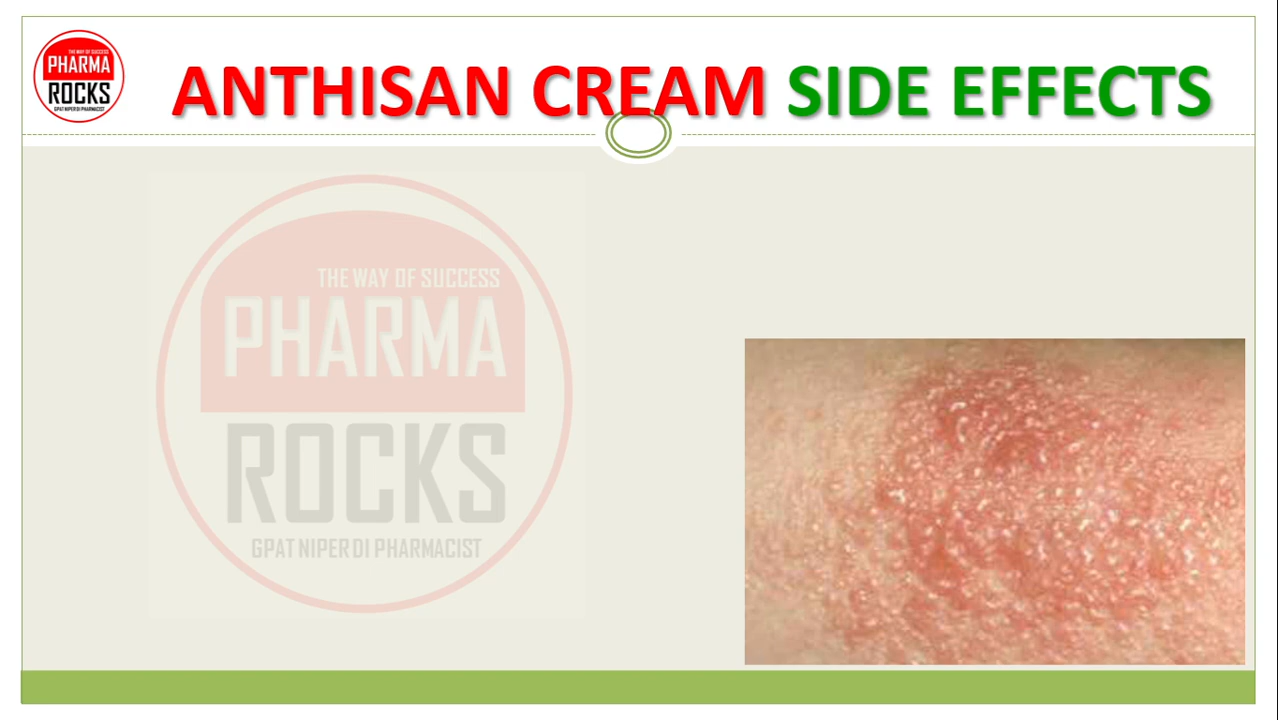 THE WAY OF SUCCESS
PHARMA
ROCKS
GPAT NIPER DI PHARMACIST
ANTHISAN CREAM SIDE EFFECTS
THE WAY OF SUCCESS
PHARMA
ROCKS
GPAT NIPER DI PHARMACIST